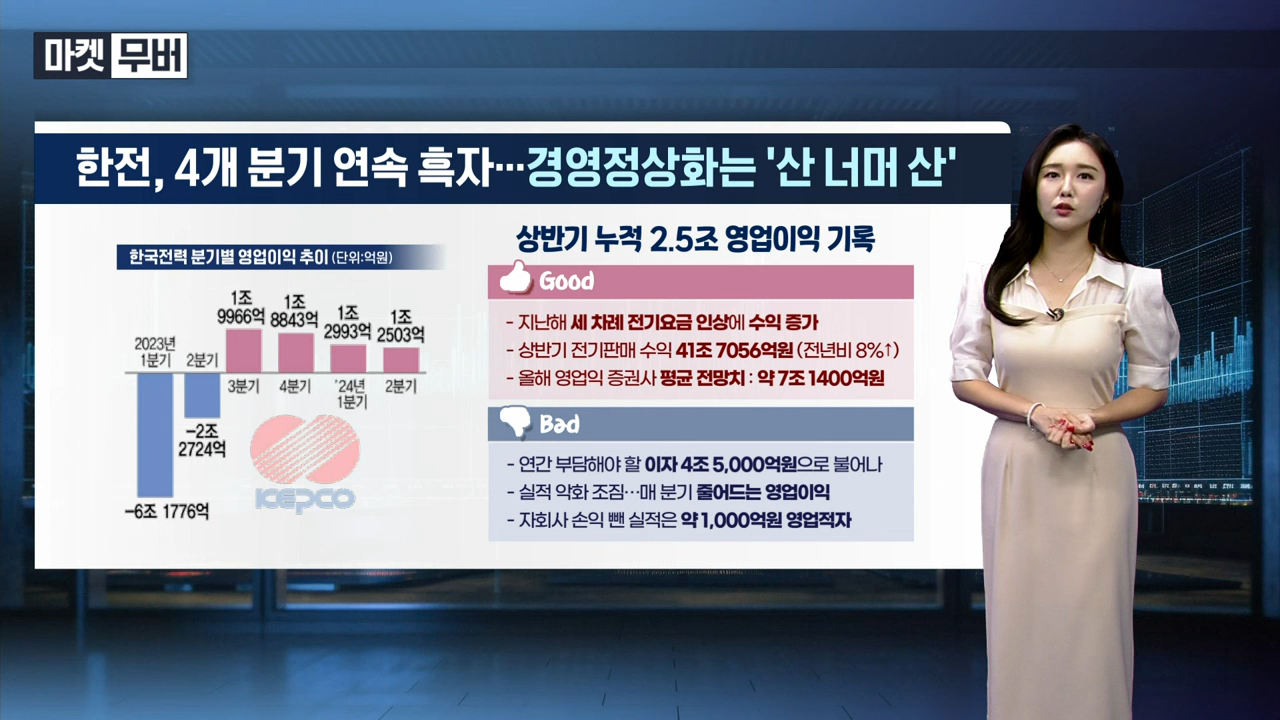 마켓 무버
한전, 4개 분기 연속 흑자…경영정상화는 '산 너머 산'
한국전력 분기별 영업이익 추이 (단위:억원)
2023년
1분기
2분기
3분기
4분기
'24년
1분기
2분기
-6조 1776억
-2조
2724억
1조
9966억
1조
8843억
1조
2993억
1조
2503억
KEPCO
상반기 누적 2.5조 영업이익 기록
Good
- 지난해 세 차례 전기요금 인상에 수익 증가
- 상반기 전기판매 수익 41조 7056억원 (전년비 8%↑)
- 올해 영업익 증권사 평균 전망치 : 약 7조 1400억원
Bad
- 연간 부담해야 할 이자 4조 5,000억원으로 불어나
- 실적 악화 조짐…매 분기 줄어드는 영업이익
- 자회사 손익 뺀 실적은 약 1,000억원 영업적자